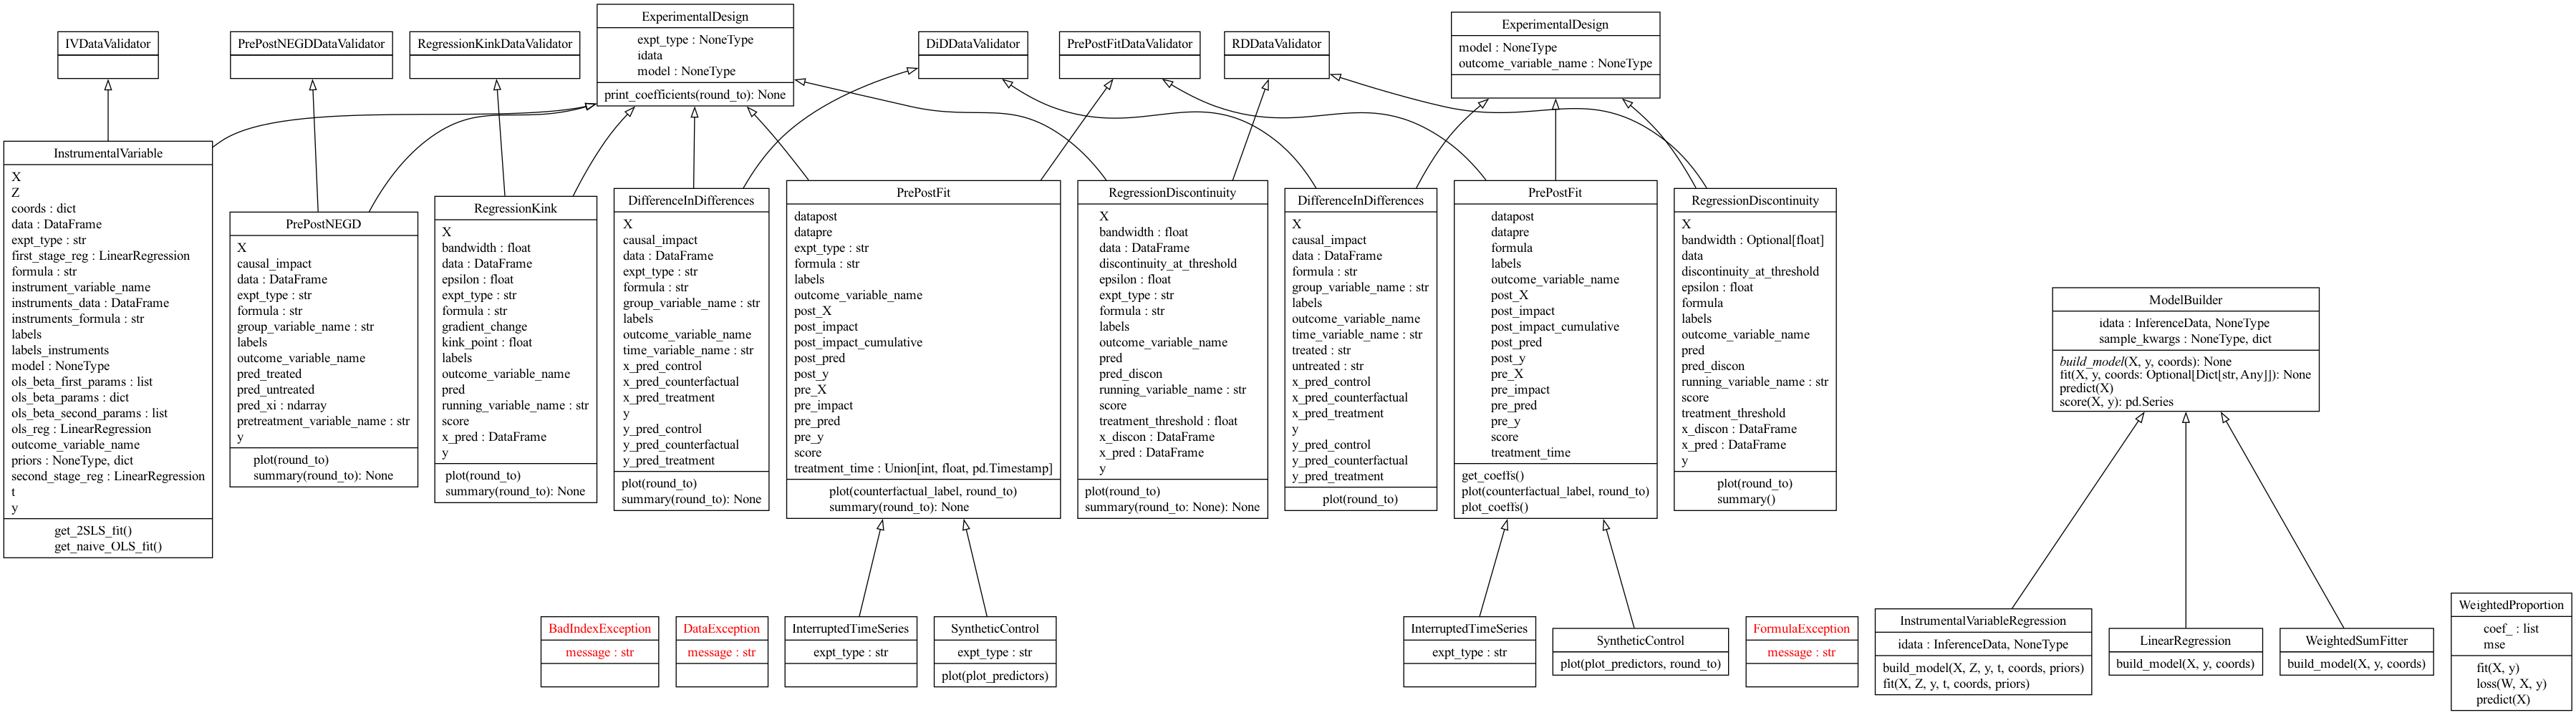 IVDataValidator
PrePostNEGDDataValidator
RegressionKinkDataValidator
ExperimentalDesign
expt_type : NoneType
idata
model : NoneType
print_coefficients(round_to): None
DiDDataValidator
PrePostFitDataValidator
RDDataValidator
ExperimentalDesign
model : NoneType
outcome_variable_name : NoneType
InstrumentalVariable
X
Z
coords : dict
data : DataFrame
expt_type : str
first_stage_reg : LinearRegression
formula : str
instrument_variable_name
instruments_data : DataFrame
instruments_formula : str
labels
labels_instruments
model : NoneType
ols_beta_first_params : list
ols_beta_params : dict
ols_beta_second_params : list
ols_reg : LinearRegression
outcome_variable_name
priors : NoneType, dict
second_stage_reg : LinearRegression
t
y
get_2SLS_fit()
get_naive_OLS_fit()
PrePostNEGD
X
causal_impact
data : DataFrame
expt_type : str
formula : str
group_variable_name : str
labels
outcome_variable_name
pred_treated
pred_untreated
pred_xi : ndarray
pretreatment_variable_name : str
y
plot(round_to)
summary(round_to): None
RegressionKink
X
bandwidth : float
data : DataFrame
epsilon : float
expt_type : str
formula : str
gradient_change
kink_point : float
labels
outcome_variable_name
pred
running_variable_name : str
score
x_pred : DataFrame
y
plot(round_to)
summary(round_to): None
DifferenceInDifferences
X
causal_impact
data : DataFrame
expt_type : str
formula : str
group_variable_name : str
labels
outcome_variable_name
time_variable_name : str
x_pred_control
x_pred_counterfactual
x_pred_treatment
y
y_pred_control
y_pred_counterfactual
y_pred_treatment
plot(round_to)
summary(round_to): None
PrePostFit
datapost
datapre
expt_type : str
formula : str
labels
outcome_variable_name
post_X
post_impact
post_impact_cumulative
post_pred
post_y
pre_X
pre_impact
pre_pred
pre_y
score
treatment_time : Union[int, float, pd.Timestamp]
plot(counterfactual_label, round_to)
summary(round_to): None
RegressionDiscontinuity
X
bandwidth : float
data : DataFrame
discontinuity_at_threshold
epsilon : float
expt_type : str
formula : str
labels
outcome_variable_name
pred
pred_discon
running_variable_name : str
score
treatment_threshold : float
x_discon : DataFrame
x_pred : DataFrame
y
plot(round_to)
summary(round_to: None): None
DifferenceInDifferences
X
causal_impact
data : DataFrame
formula : str
group_variable_name : str
labels
outcome_variable_name
time_variable_name : str
treated : str
untreated : str
x_pred_control
x_pred_counterfactual
x_pred_treatment
y
y_pred_control
y_pred_counterfactual
y_pred_treatment
plot(round_to)
PrePostFit
datapost
datapre
formula
labels
outcome_variable_name
post_X
post_impact
post_impact_cumulative
post_pred
post_y
pre_X
pre_impact
pre_pred
pre_y
score
treatment_time
get_coeffs()
plot(counterfactual_label, round_to)
plot_coeffs()
RegressionDiscontinuity
X
bandwidth : Optional[float]
data
discontinuity_at_threshold
epsilon : float
formula
labels
outcome_variable_name
pred
pred_discon
running_variable_name : str
score
treatment_threshold
x_discon : DataFrame
x_pred : DataFrame
y
plot(round_to)
summary()
ModelBuilder
idata : InferenceData, NoneType
sample_kwargs : NoneType, dict
build_model(X, y, coords): None
fit(X, y, coords: Optional[Dict[str, Any]]): None
predict(X)
score(X, y): pd.Series
BadIndexException
message : str
DataException
message : str
InterruptedTimeSeries
expt_type : str
SyntheticControl
expt_type : str
plot(plot_predictors)
InterruptedTimeSeries
expt_type : str
SyntheticControl
plot(plot_predictors, round_to)
FormulaException
message : str
InstrumentalVariableRegression
idata : InferenceData, NoneType
build_model(X, Z, y, t, coords, priors)
fit(X, Z, y, t, coords, priors)
LinearRegression
build_model(X, y, coords)
WeightedSumFitter
build_model(X, y, coords)
WeightedProportion
coef_ : list
mse
fit(X, y)
loss(W, X, y)
predict(X)